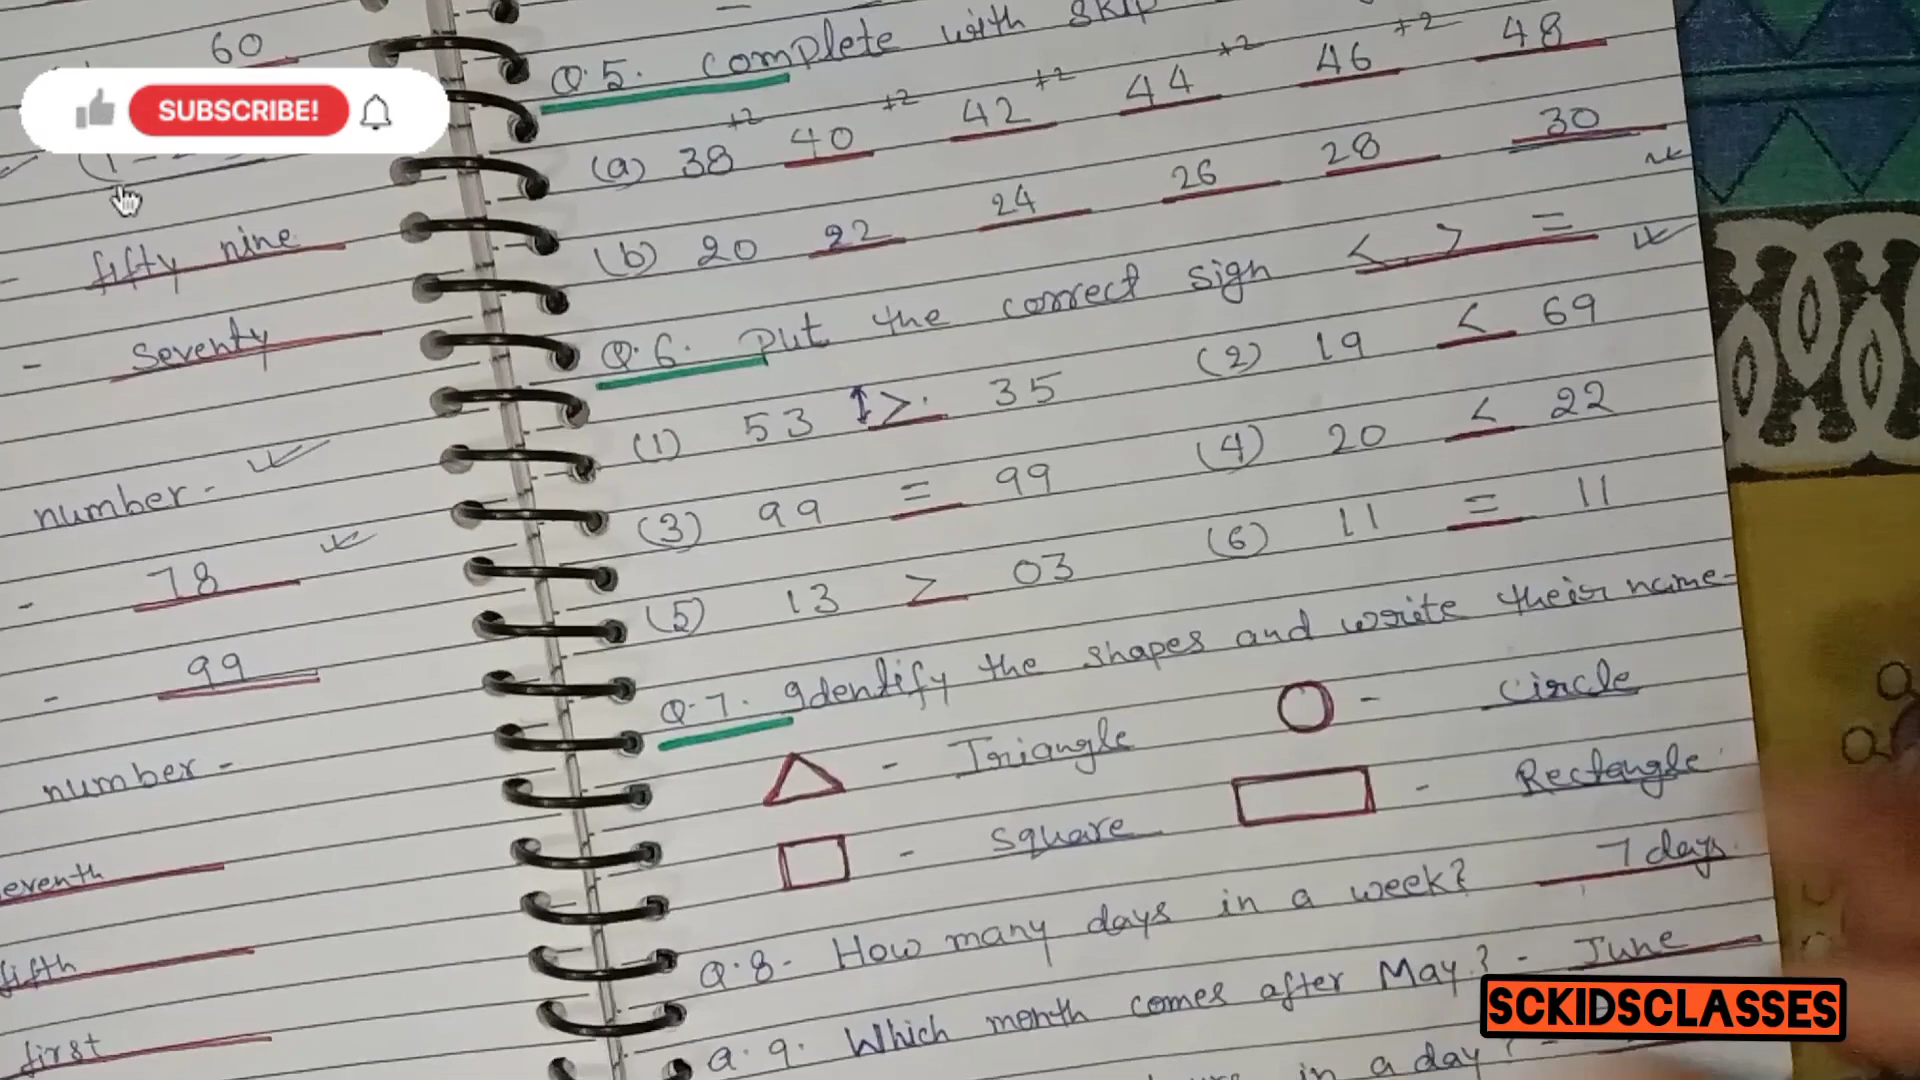 60
SUBSCRIBE!
fifty nine
- Seventy
number-
- 78
- 99
number -
eventh
fifth
first
Q.5. Complete with skip
(a) 38 +2 40 +2 42 +2 44 +2 46 +2 48
(b) 20 22 24 26 28 30
Q.6. Put the correct sign < , > =
(1) 53 > 35 (2) 19 < 69
(3) 99 = 99 (4) 20 < 22
(5) 13 > 03 (6) 11 = 11
Q.7. Identify the shapes and write their name-
- Triangle - Circle
- Square - Rectangle
Q.8- How many days in a week? 7 days
Q.9. Which month comes after May? - June
in a day? -
SCKIDSCLASSES